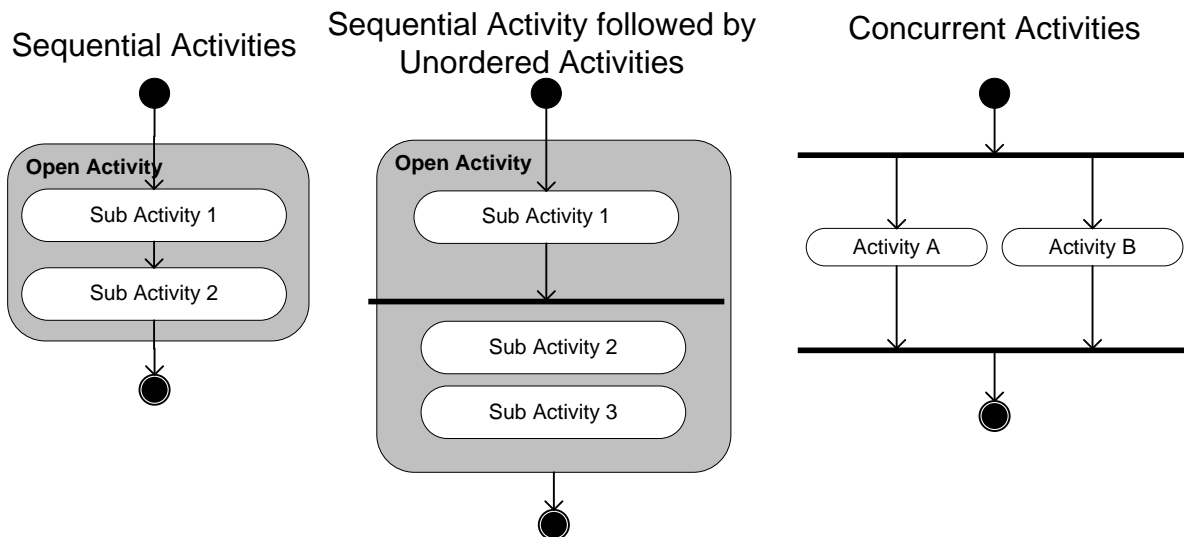 Sequential Activities
Open Activity
Sub Activity 1
Sub Activity 2
Sequential Activity followed by
Unordered Activities
Open Activity
Sub Activity 1
Sub Activity 2
Sub Activity 3
Concurrent Activities
Activity A
Activity B